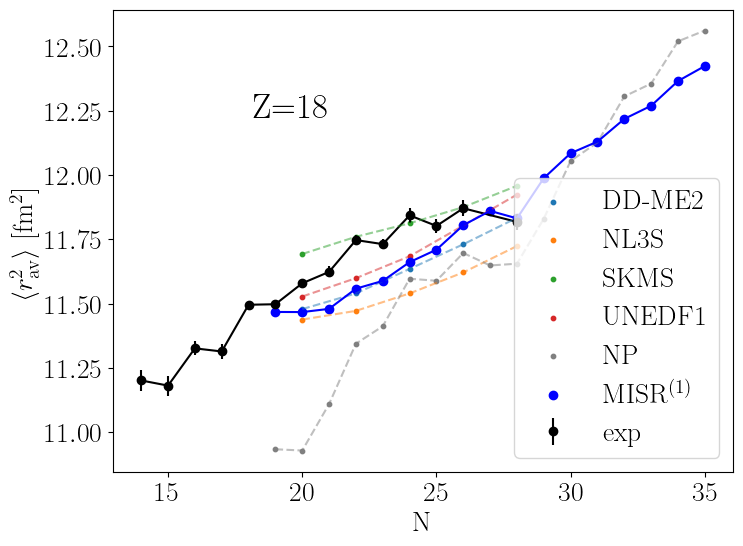 12.50
12.25
12.00
11.75
11.50
11.25
11.00
⟨r²av⟩ [fm²]
Z=18
DD-ME2
NL3S
SKMS
UNEDF1
NP
MISR⁽¹⁾
exp
15 20 25 30 35
N